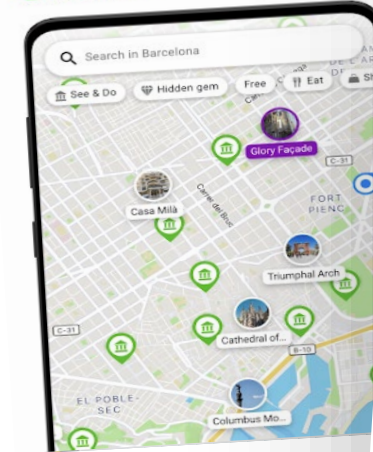 Search in Barcelona
See & Do
Hidden gem
Free
Eat
Glory Façade
C-31
Casa Milà
Carrer del Bruc
FORT
PIENC
Triumphal Arch
C-31
Cathedral of...
B-10
EL POBLE-
SEC
Columbus Mo...